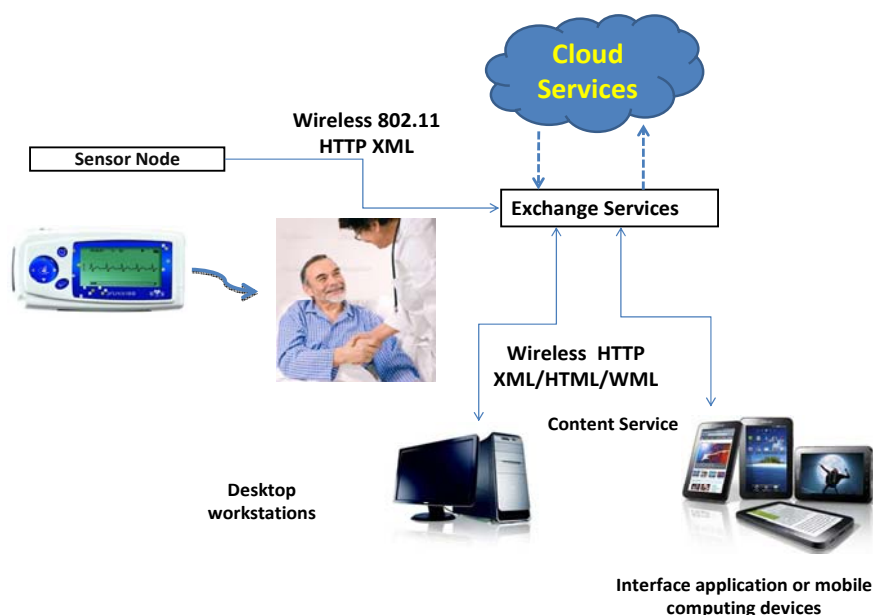 Cloud
Services
Wireless 802.11
HTTP XML
Sensor Node
Exchange Services
Wireless HTTP
XML/HTML/WML
Content Service
Desktop
workstations
Interface application or mobile
computing devices